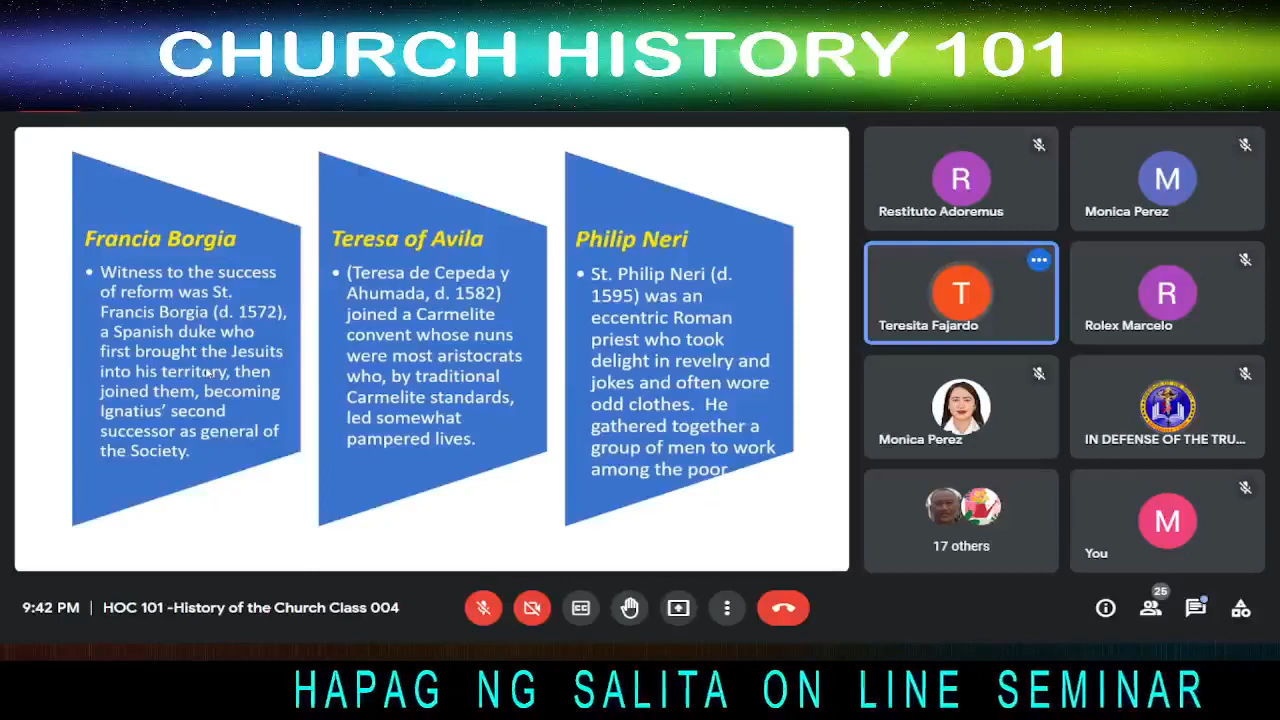 CHURCH HISTORY 101
Francia Borgia
• Witness to the success
of reform was St.
Francis Borgia (d. 1572),
a Spanish duke who
first brought the Jesuits
into his territory, then
joined them, becoming
Ignatius' second
successor as general of
the Society.
Teresa of Avila
• (Teresa de Cepeda y
Ahumada, d. 1582)
joined a Carmelite
convent whose nuns
were most aristocrats
who, by traditional
Carmelite standards,
led somewhat
pampered lives.
Philip Neri
• St. Philip Neri (d.
1595) was an
eccentric Roman
priest who took
delight in revelry and
jokes and often wore
odd clothes. He
gathered together a
group of men to work
among the poor
R
Restituto Adoremus
M
Monica Perez
T
Teresita Fajardo
R
Rolex Marcelo
Monica Perez
IN DEFENSE OF THE TRU...
17 others
M
You
9:42 PM | HOC 101 -History of the Church Class 004
25
HAPAG NG SALITA ON LINE SEMINAR